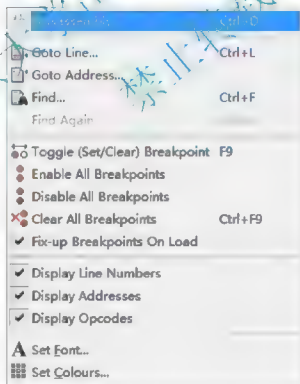 Disassemble Ctrl+D
Goto Line... Ctrl+L
Goto Address...
Find... Ctrl+F
Find Again
Toggle (Set/Clear) Breakpoint F9
Enable All Breakpoints
Disable All Breakpoints
Clear All Breakpoints Ctrl+F9
Fix-up Breakpoints On Load
Display Line Numbers
Display Addresses
Display Opcodes
Set Font...
Set Colours...